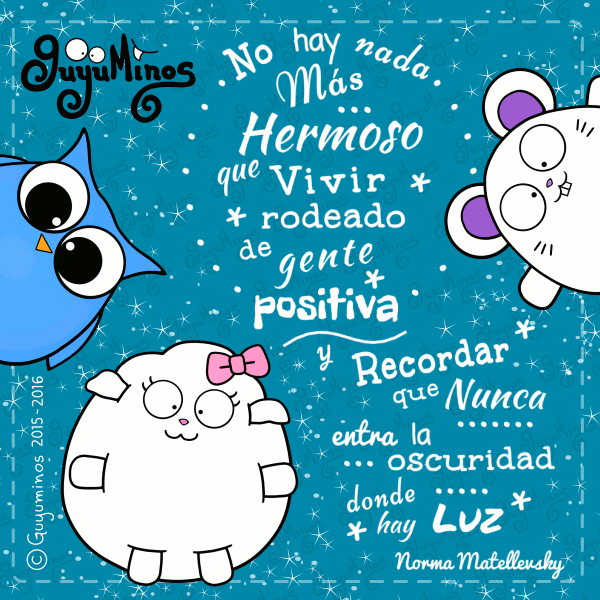 GuyuMinos
No hay nada
Más
...
Hermoso
que Vivir
* rodeado *
de gente
positiva *
y Recordar *
que Nunca
.......
entra la
... oscuridad
donde .....
* hay LUZ *
Norma Matellevsky
© Guyuminos 2015-2016